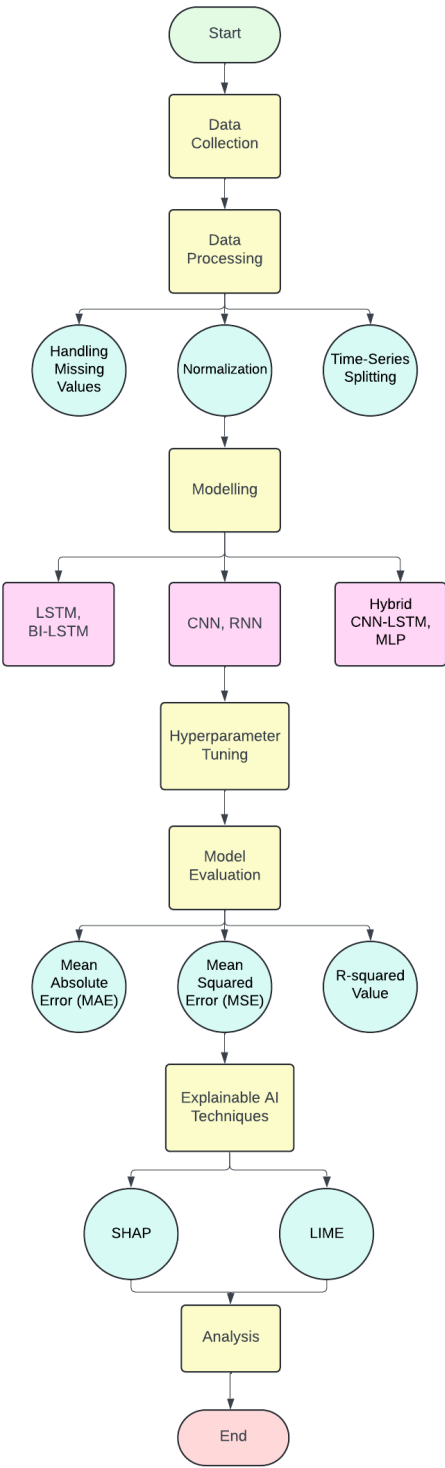 Start
Data
Collection
Data
Processing
Handling
Missing
Values
Normalization
Time-Series
Splitting
Modelling
LSTM,
BI-LSTM
CNN, RNN
Hybrid
CNN-LSTM,
MLP
Hyperparameter
Tuning
Model
Evaluation
Mean
Absolute
Error (MAE)
Mean
Squared
Error (MSE)
R-squared
Value
Explainable AI
Techniques
SHAP
LIME
Analysis
End